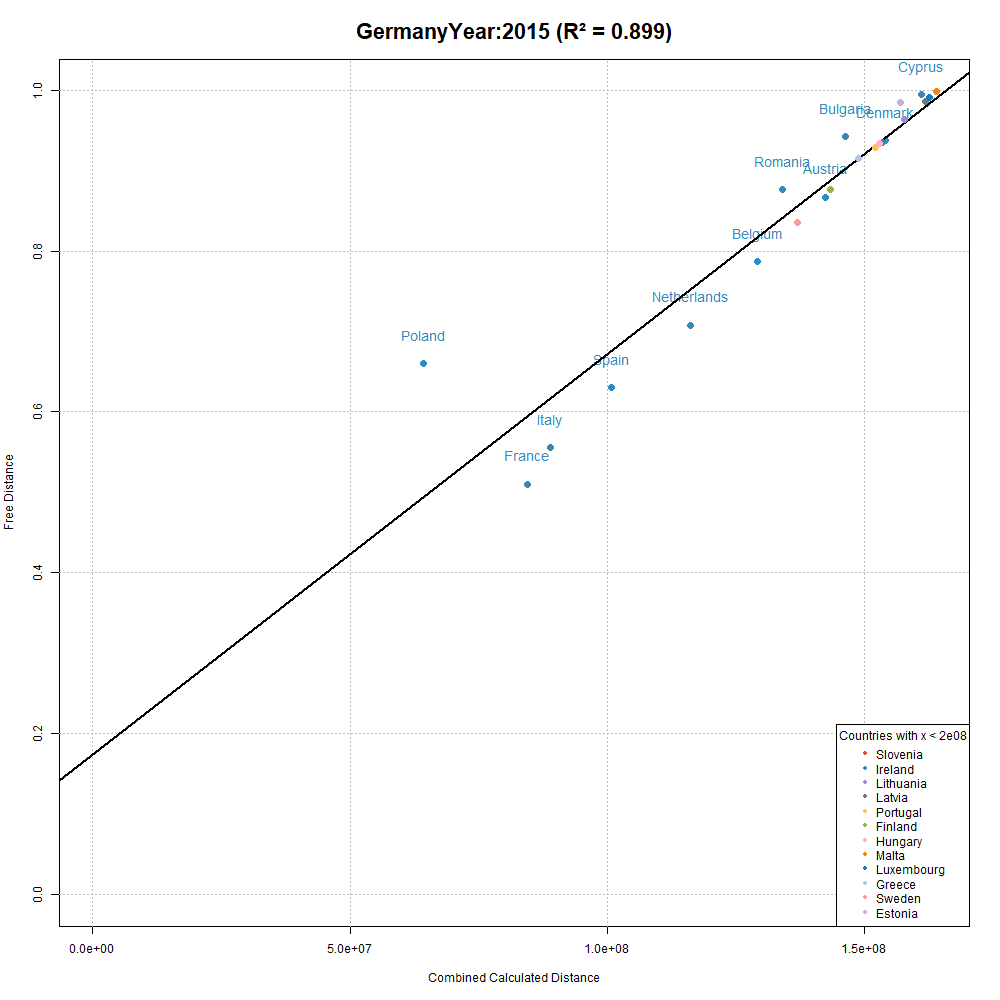 GermanyYear:2015 (R² = 0.899)
Cyprus
Bulgaria
Denmark
Romania
Austria
Belgium
Netherlands
Poland
Spain
Italy
France
Free Distance
1.0
0.8
0.6
0.4
0.2
0.0
Countries with x < 2e08
Slovenia
Ireland
Lithuania
Latvia
Portugal
Finland
Hungary
Malta
Luxembourg
Greece
Sweden
Estonia
0.0e+00 5.0e+07 1.0e+08 1.5e+08
Combined Calculated Distance